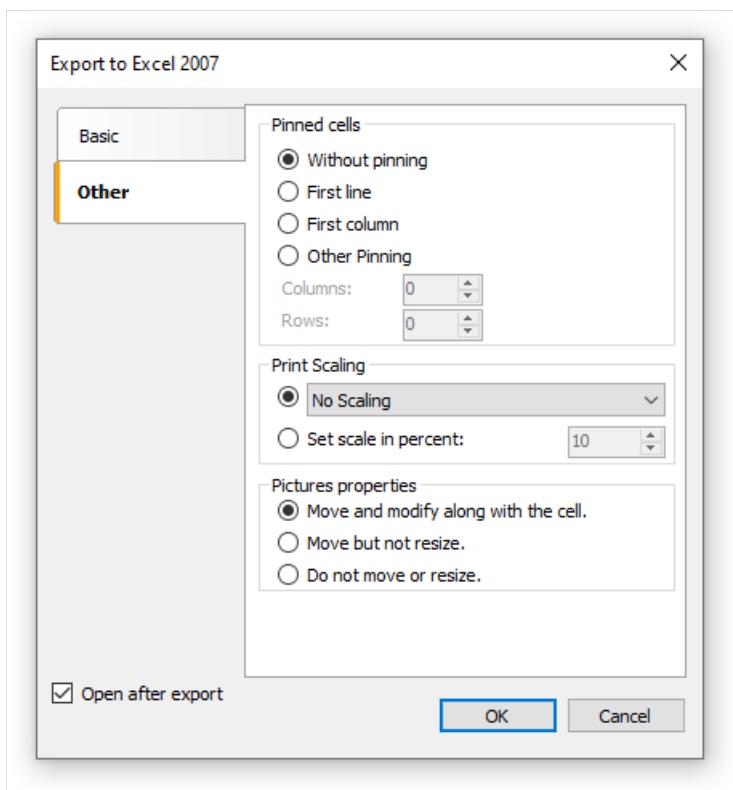 Export to Excel 2007
Basic
Other
Pinned cells
Without pinning
First line
First column
Other Pinning
Columns: 0
Rows: 0
Print Scaling
No Scaling
Set scale in percent: 10
Pictures properties
Move and modify along with the cell.
Move but not resize.
Do not move or resize.
Open after export
OK Cancel